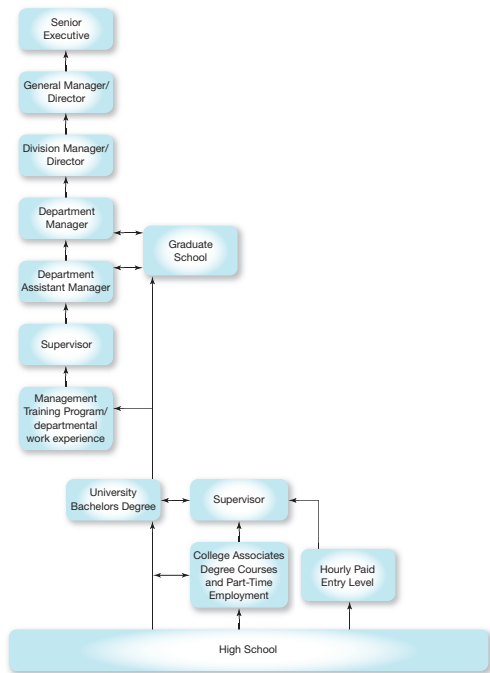 Senior
Executive
General Manager/
Director
Division Manager/
Director
Department
Manager
Graduate
School
Department
Assistant Manager
Supervisor
Management
Training Program/
departmental
work experience
University
Bachelors Degree
Supervisor
College Associates
Degree Courses
and Part-Time
Employment
Hourly Paid
Entry Level
High School